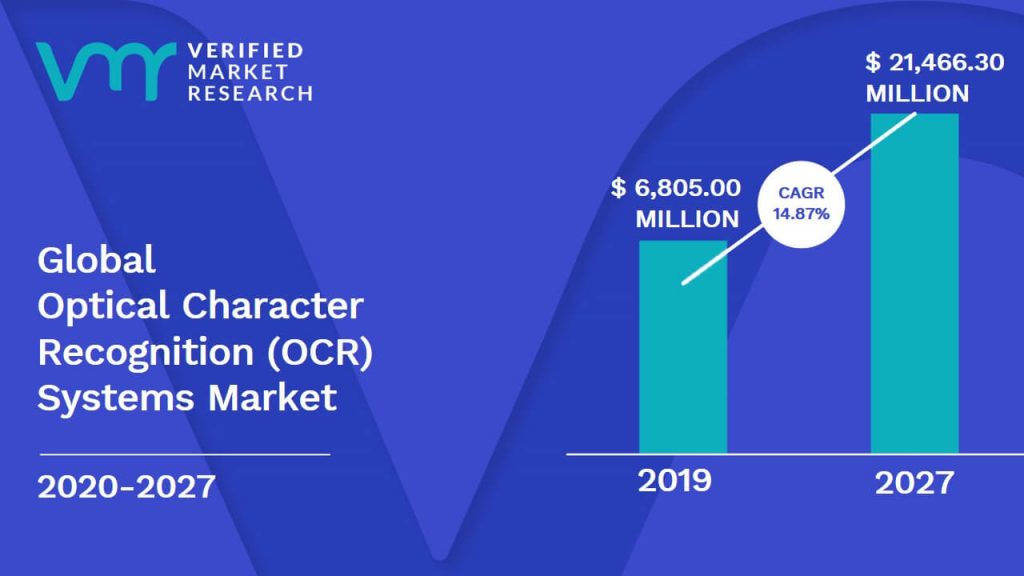 VERIFIED
MARKET
RESEARCH
Global
Optical Character
Recognition (OCR)
Systems Market
2020-2027
$ 6,805.00
MILLION
CAGR
14.87%
$ 21,466.30
MILLION
2019
2027